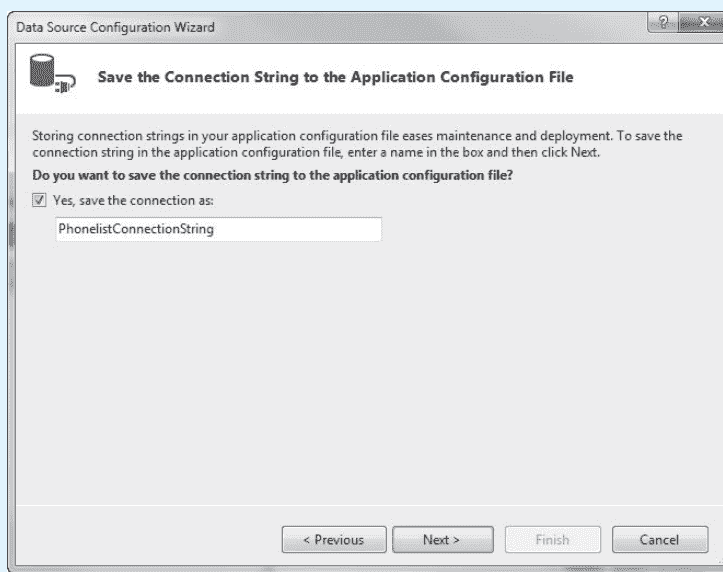 Data Source Configuration Wizard
Save the Connection String to the Application Configuration File
Storing connection strings in your application configuration file eases maintenance and deployment. To save the
connection string in the application configuration file, enter a name in the box and then click Next.
Do you want to save the connection string to the application configuration file?
Yes, save the connection as:
PhonelistConnectionString
< Previous
Next >
Finish
Cancel